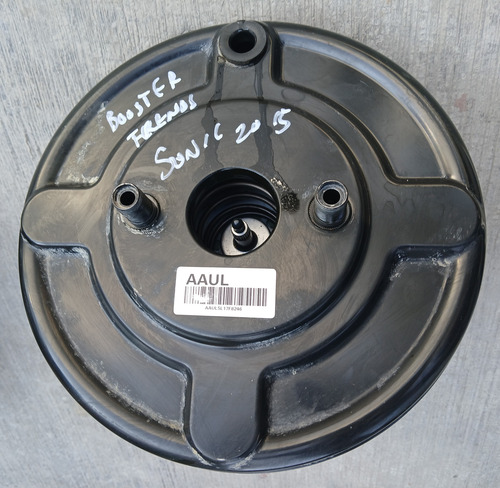 BOOSTER
FRENOS
SONIC 2015
AAUL